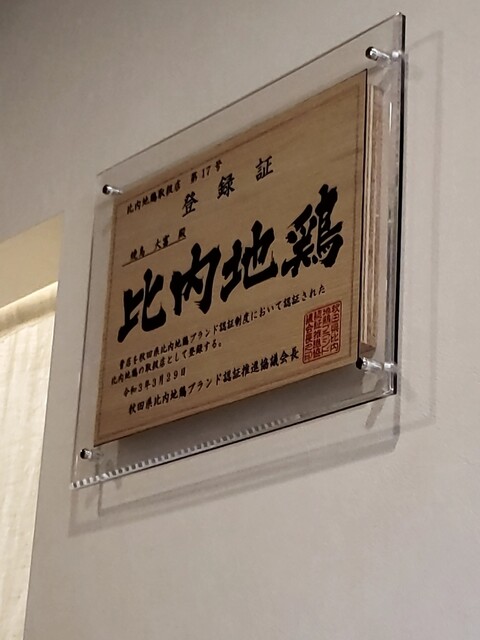 比内地鶏取扱店 第17号
登録証
焼鳥 大富 殿
比内地鶏
貴店を秋田県比内地鶏ブランド認証制度において認証された
比内地鶏の取扱店として登録する。
令和3年3月29日
秋田県比内地鶏ブランド認証推進協議会長